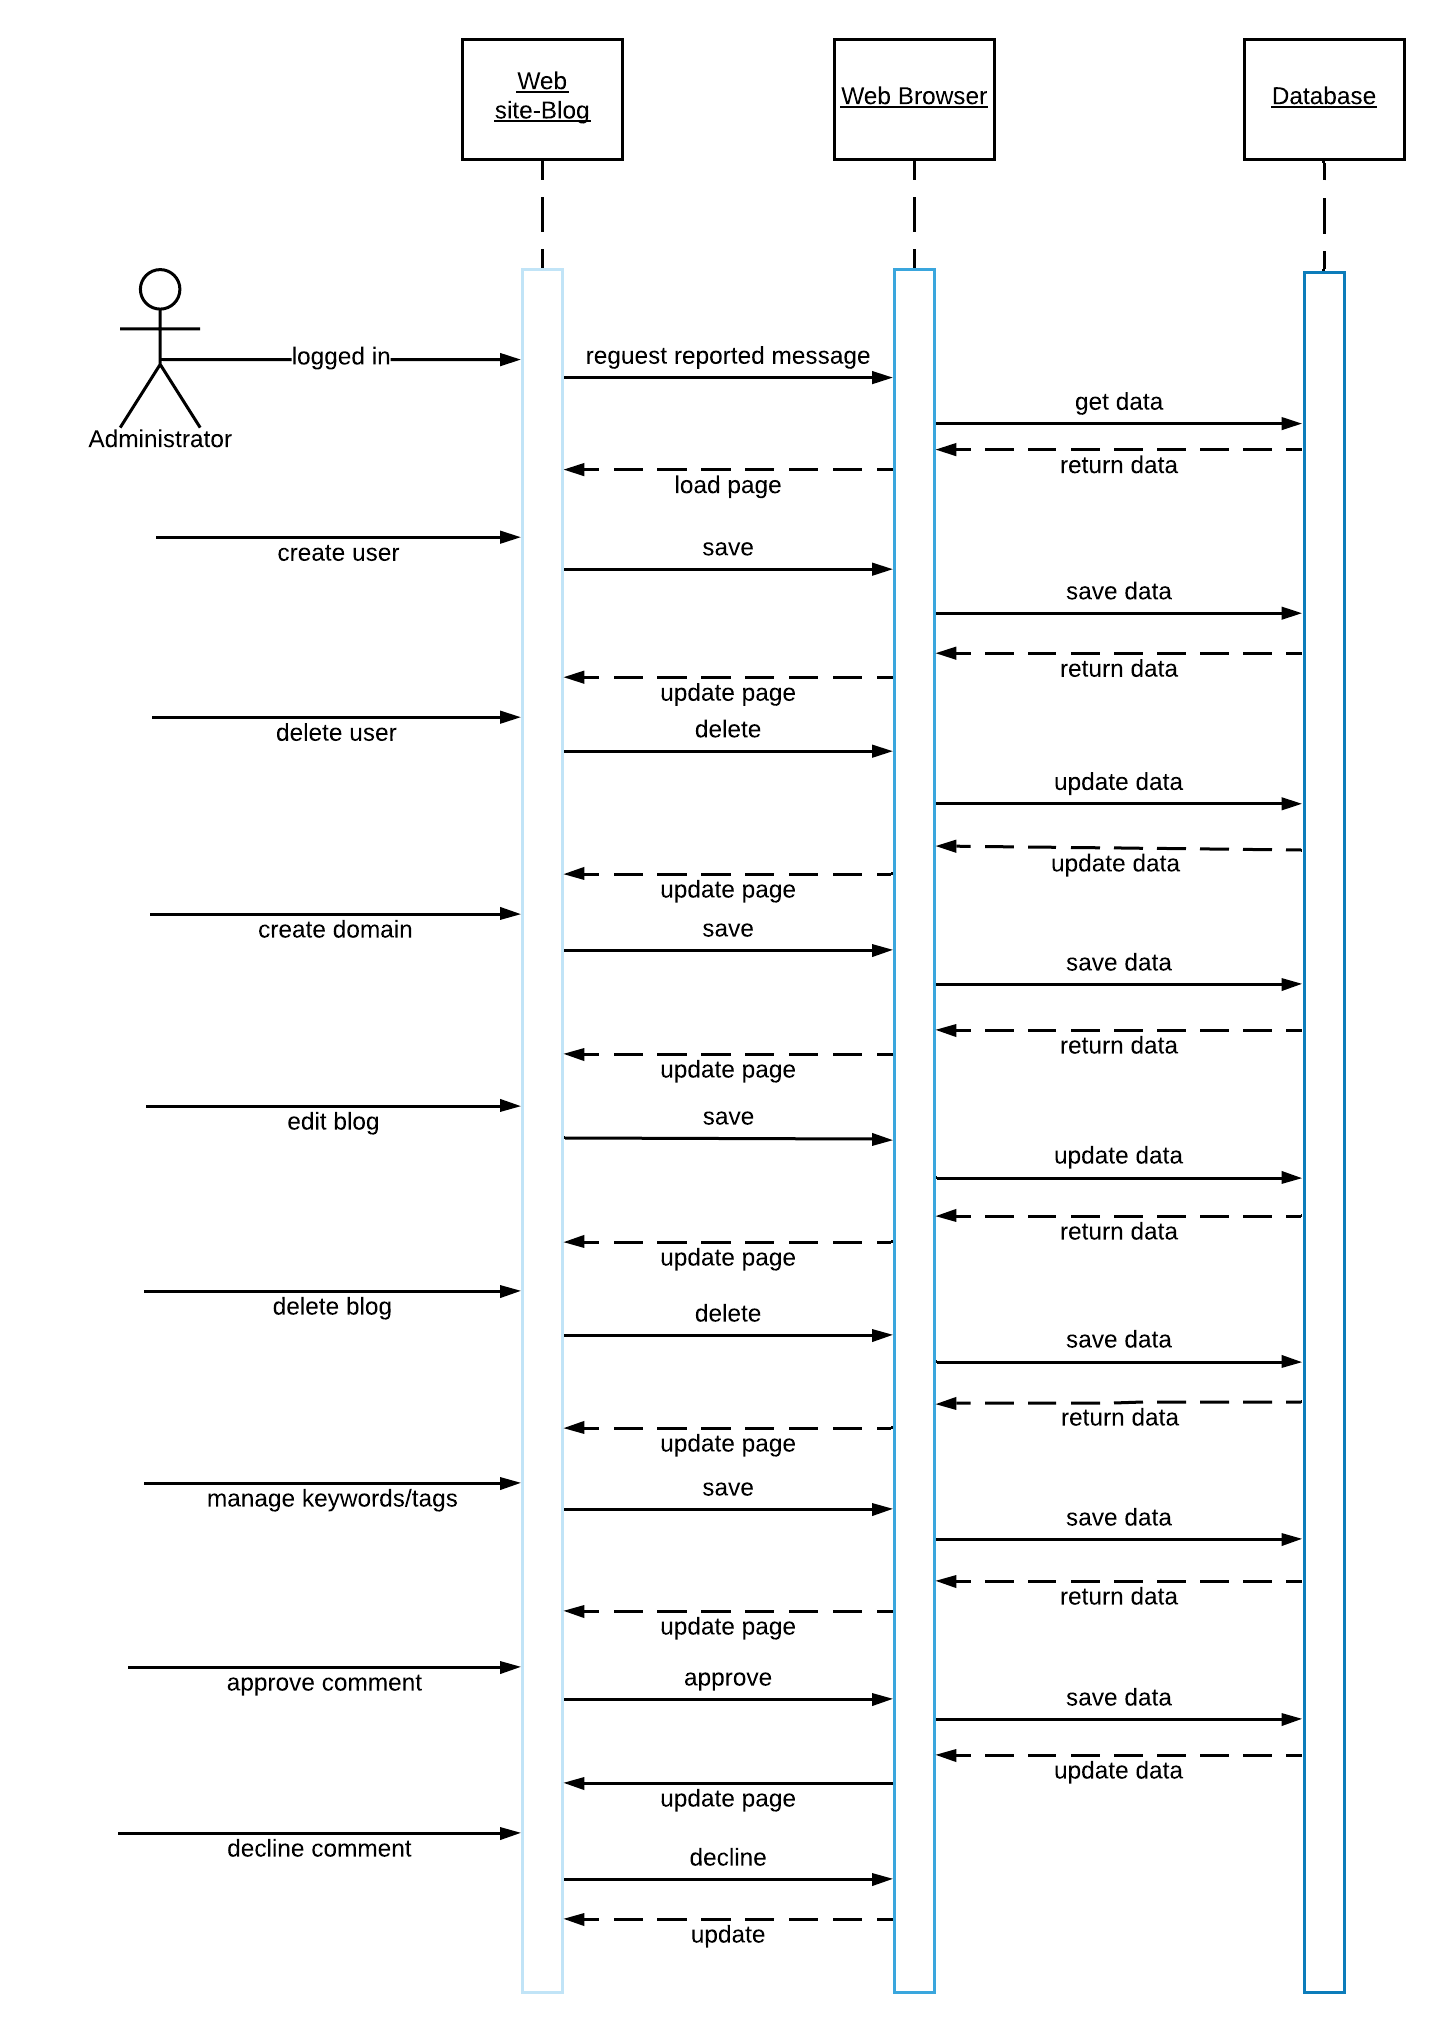 Web
site-Blog
Web Browser
Database
logged in
reguest reported message
Administrator
get data
return data
load page
create user
save
save data
return data
update page
delete user
delete
update data
update data
update page
create domain
save
save data
return data
update page
edit blog
save
update data
return data
update page
delete blog
delete
save data
return data
update page
manage keywords/tags
save
save data
return data
update page
approve comment
approve
save data
update data
update page
decline comment
decline
update